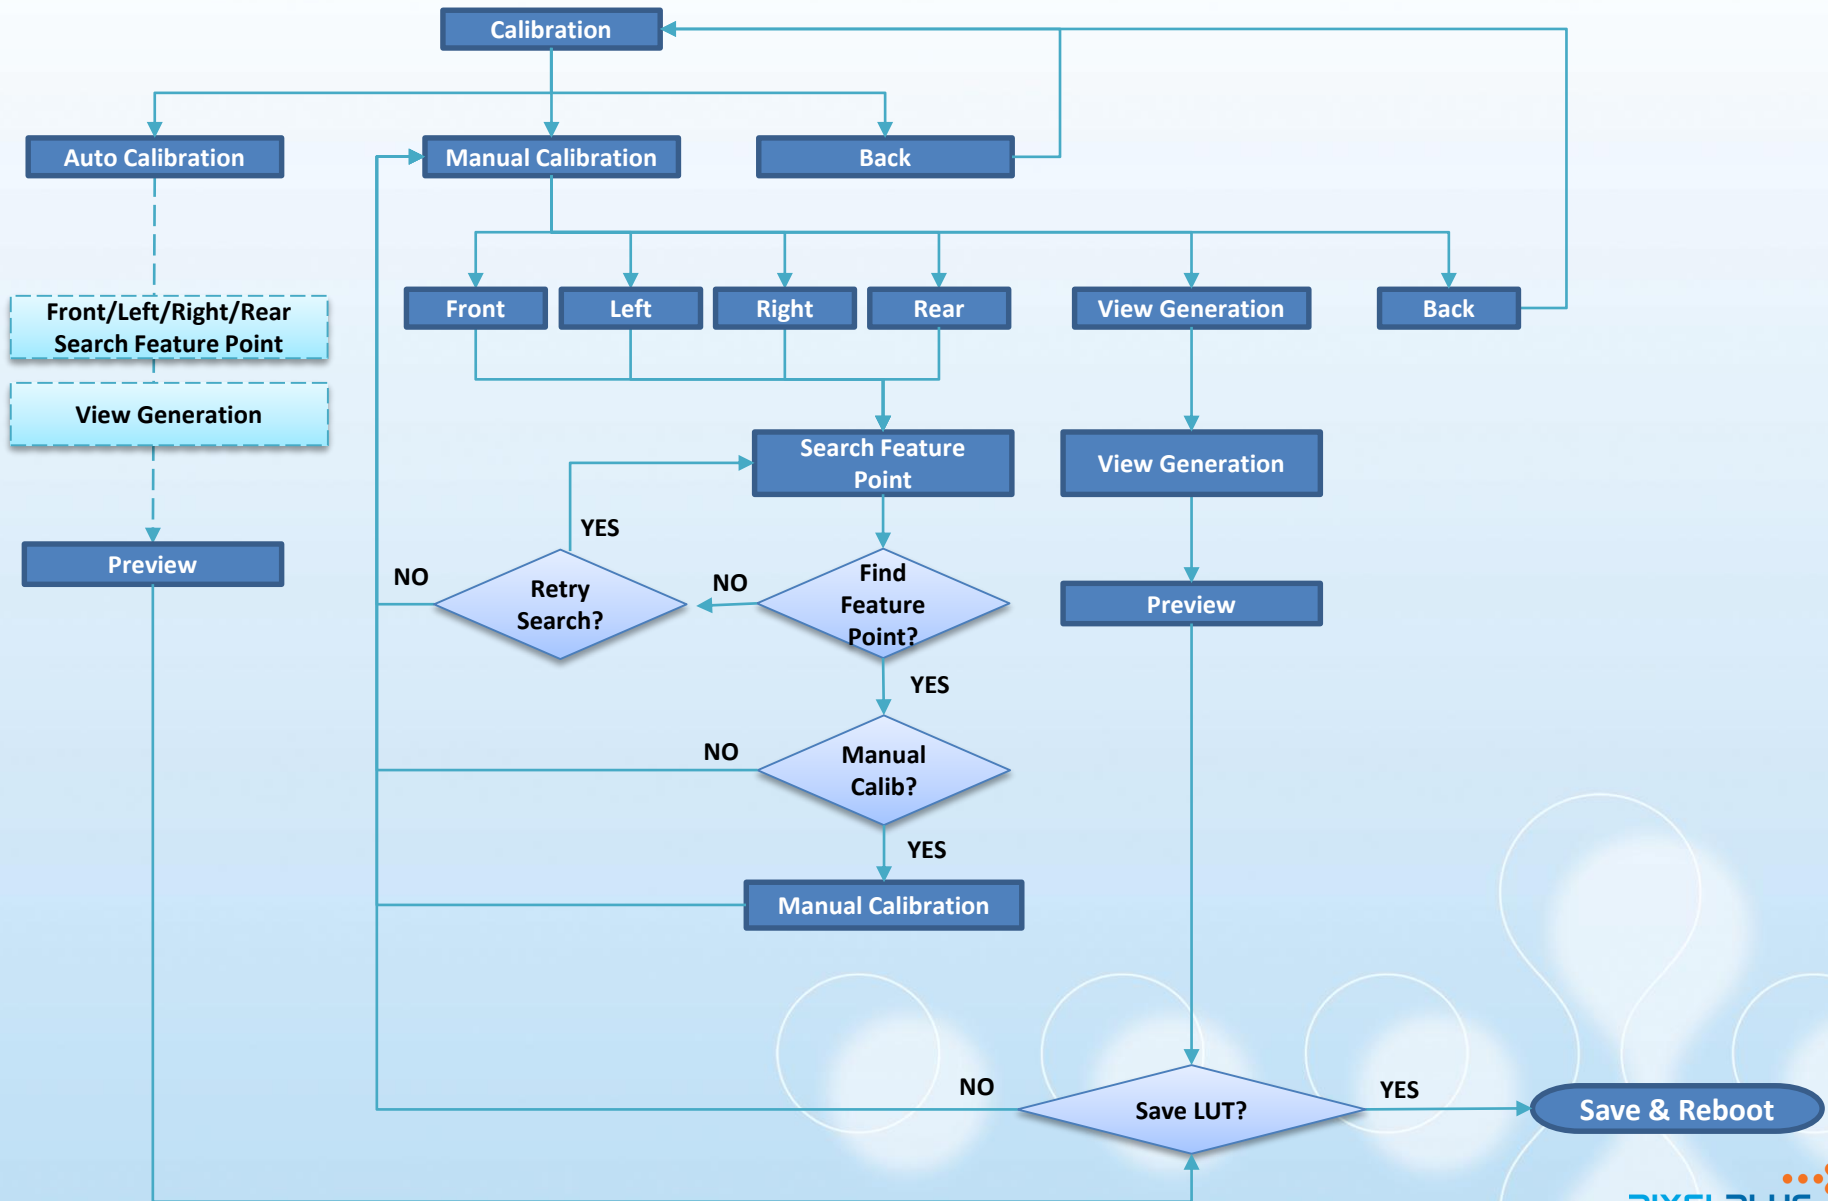 Calibration
Auto Calibration
Manual Calibration
Back
Front/Left/Right/Rear
Search Feature Point
View Generation
Preview
Front
Left
Right
Rear
View Generation
Back
Search Feature
Point
View Generation
YES
NO
Retry
Search?
NO
Find
Feature
Point?
Preview
YES
NO
Manual
Calib?
YES
Manual Calibration
NO
Save LUT?
YES
Save & Reboot
PIXELPLUS